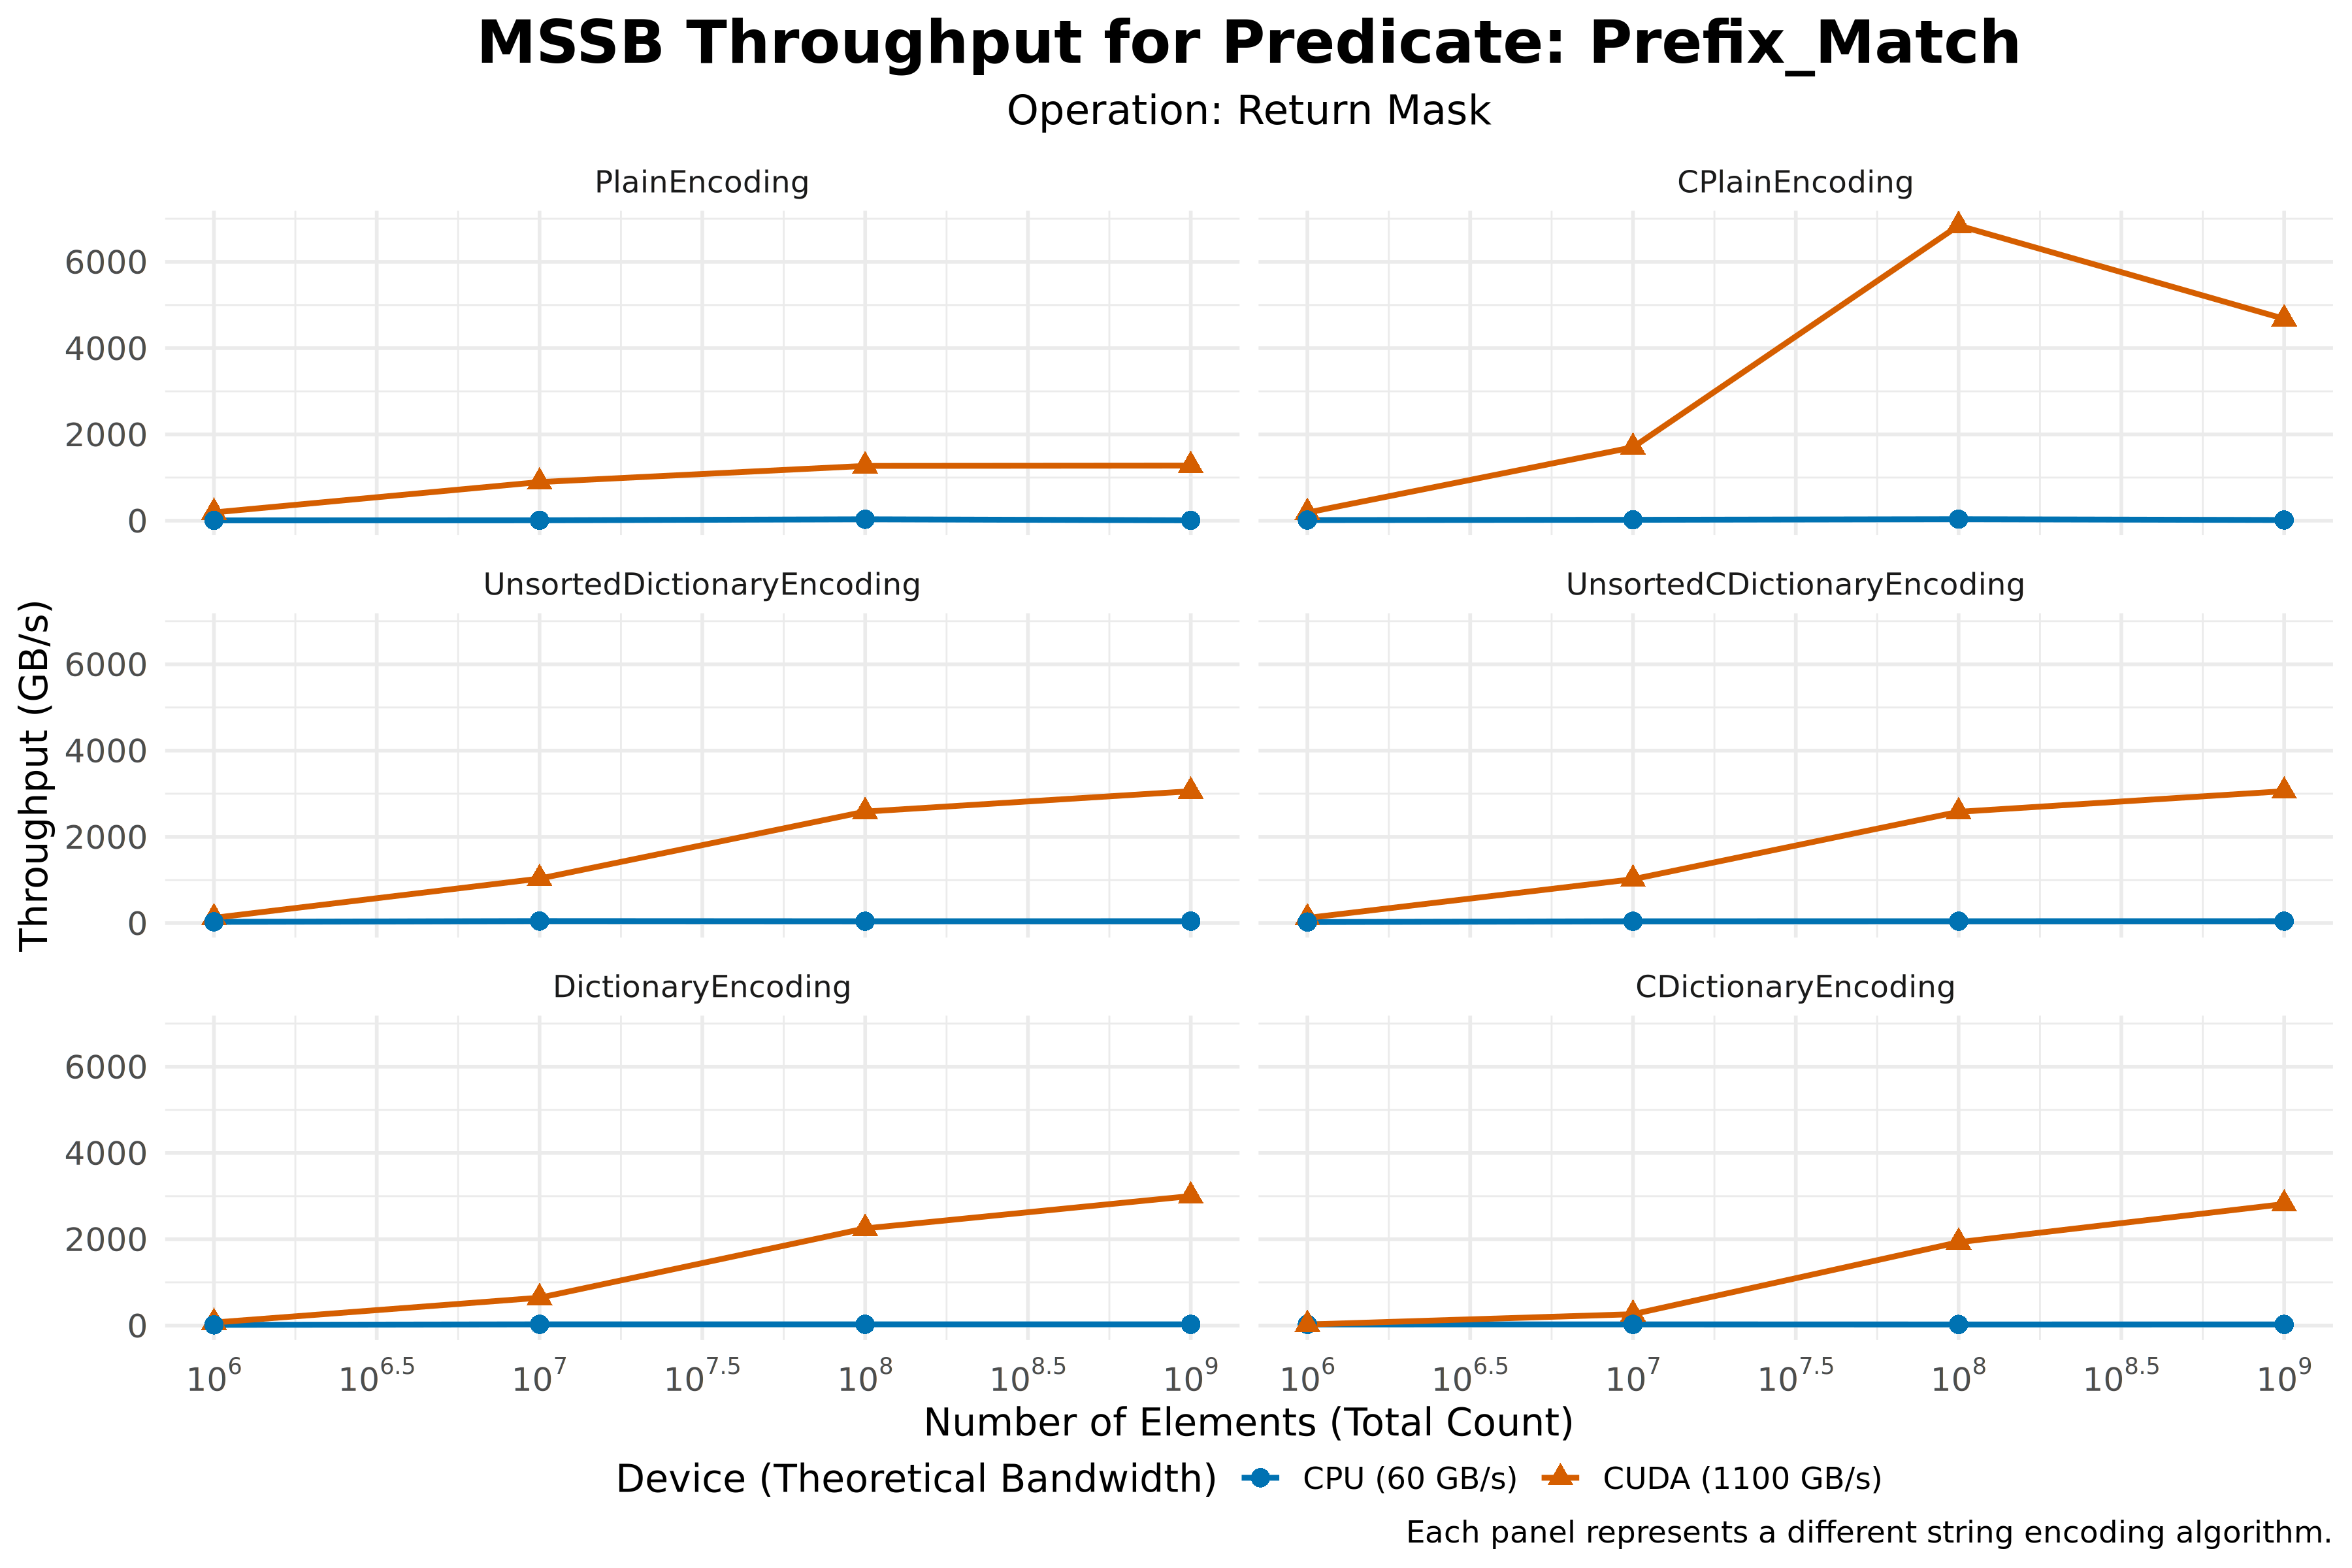 MSSB Throughput for Predicate: Prefix_Match
Operation: Return Mask
PlainEncoding
CPlainEncoding
6000
4000
2000
0
UnsortedDictionaryEncoding
UnsortedCDictionaryEncoding
6000
4000
2000
0
DictionaryEncoding
CDictionaryEncoding
6000
4000
2000
0
Throughput (GB/s)
10^6 10^6.5 10^7 10^7.5 10^8 10^8.5 10^9
10^6 10^6.5 10^7 10^7.5 10^8 10^8.5 10^9
Number of Elements (Total Count)
Device (Theoretical Bandwidth) CPU (60 GB/s) CUDA (1100 GB/s)
Each panel represents a different string encoding algorithm.